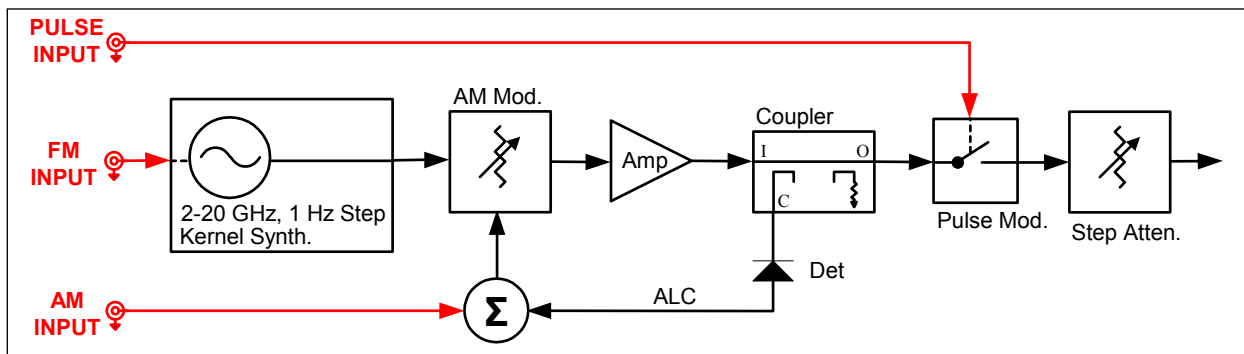 PULSE
INPUT
AM Mod.
Coupler
FM
INPUT
Amp
I
O
C
2-20 GHz, 1 Hz Step
Kernel Synth.
Pulse Mod.
Step Atten.
Det
ALC
AM
INPUT
Σ